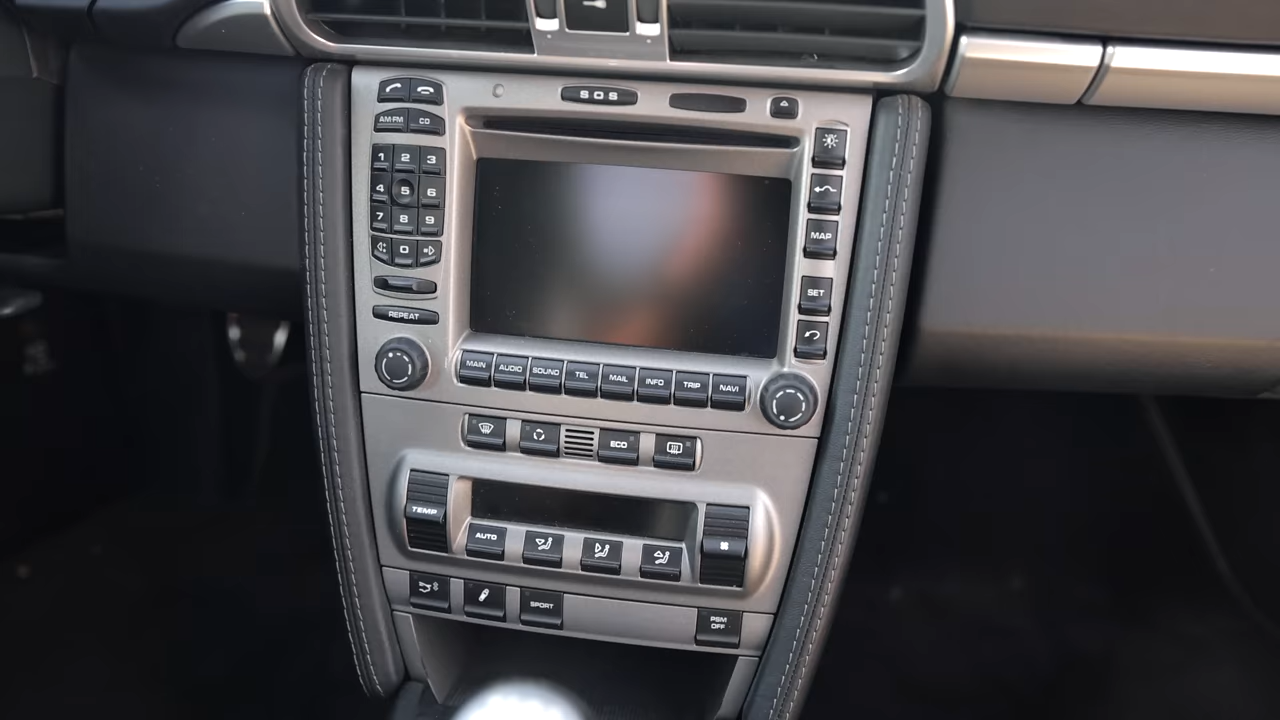 SOS
AM·FM CD
1 2 3
4 5 6
7 8 9
0
REPEAT
MAP
SET
MAIN AUDIO SOUND TEL MAIL INFO TRIP NAVI
ECO
TEMP
AUTO
SPORT
PSM
OFF